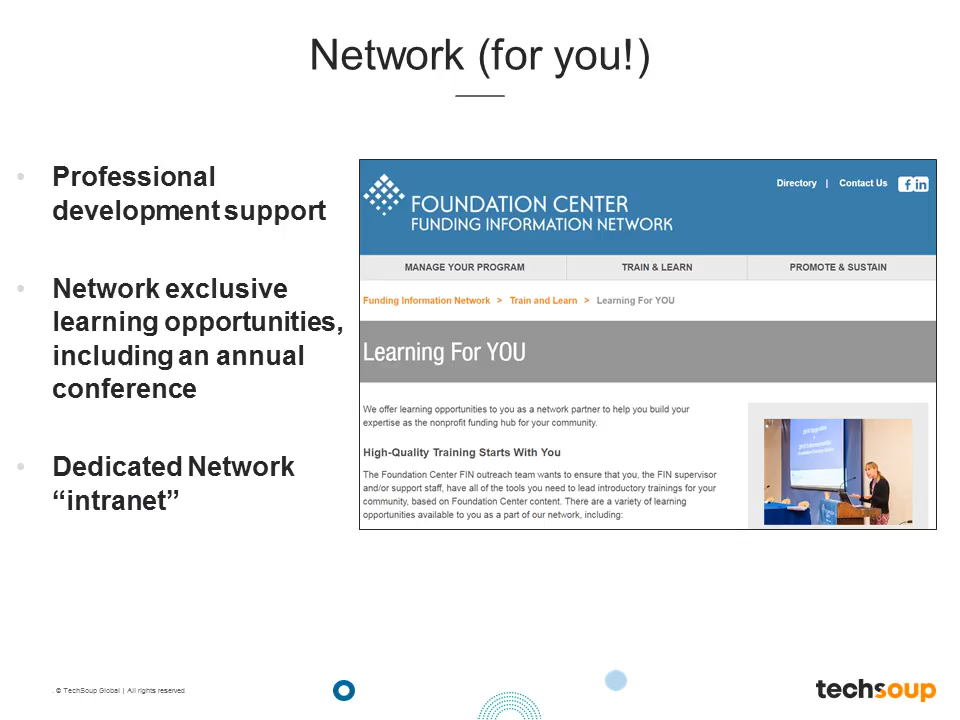 Network (for you!)
• Professional
development support
• Network exclusive
learning opportunities,
including an annual
conference
• Dedicated Network
“intranet”
Directory | Contact Us
FOUNDATION CENTER
FUNDING INFORMATION NETWORK
MANAGE YOUR PROGRAM TRAIN & LEARN PROMOTE & SUSTAIN
Funding Information Network > Train and Learn > Learning For YOU
Learning For YOU
We offer learning opportunities to you as a network partner to help you build your
expertise as the nonprofit funding hub for your community.
High-Quality Training Starts With You
The Foundation Center FIN outreach team wants to ensure that you, the FIN supervisor
and/or support staff, have all of the tools you need to lead introductory trainings for your
community, based on Foundation Center content. There are a variety of learning
opportunities available to you as a part of our network, including:
. © TechSoup Global | All rights reserved.
techsoup